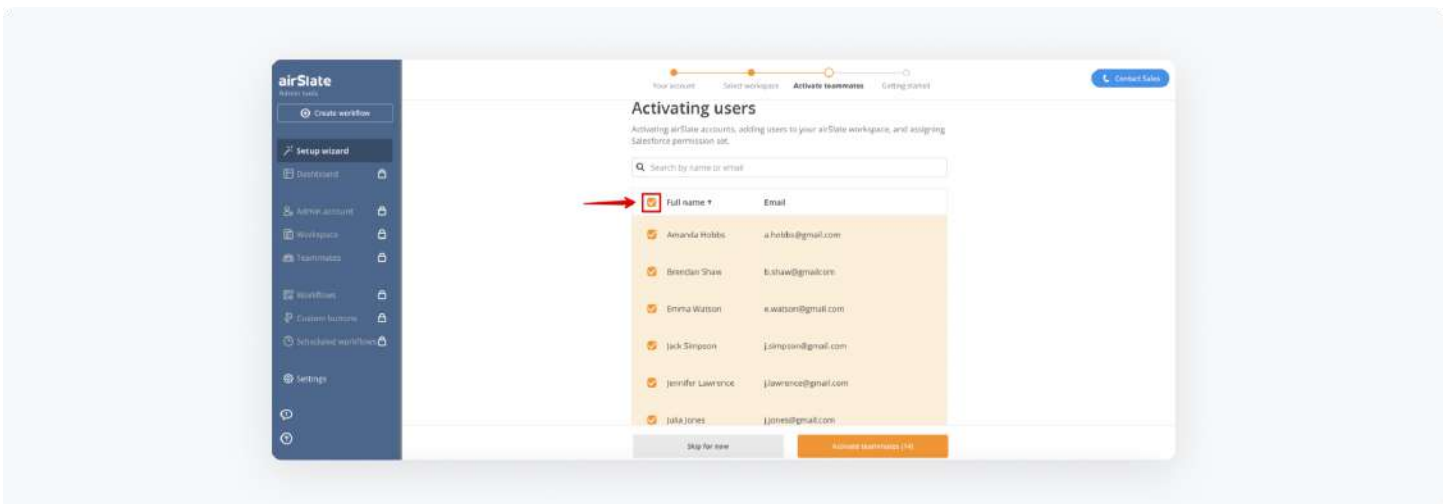 airSlate
Admin tools
Create workflow
Setup wizard
Dashboard
Admin account
Workspace
Teammates
Workflows
Custom buttons
Scheduled workflows
Settings
Your account
Select workspace
Activate teammates
Getting started
Contact Sales
Activating users
Activating airSlate accounts, adding users to your airSlate workspace, and assigning
Salesforce permission set.
Search by name or email
Full name ↑ Email
Amanda Hobbs a.hobbs@gmail.com
Brendan Shaw b.shaw@gmailcom
Emma Watson e.watson@gmail.com
Jack Simpson j.simpson@gmail.com
Jennifer Lawrence j.lawrence@gmail.com
Julia Jones j.jones@gmail.com
Skip for now
Activate teammates (14)